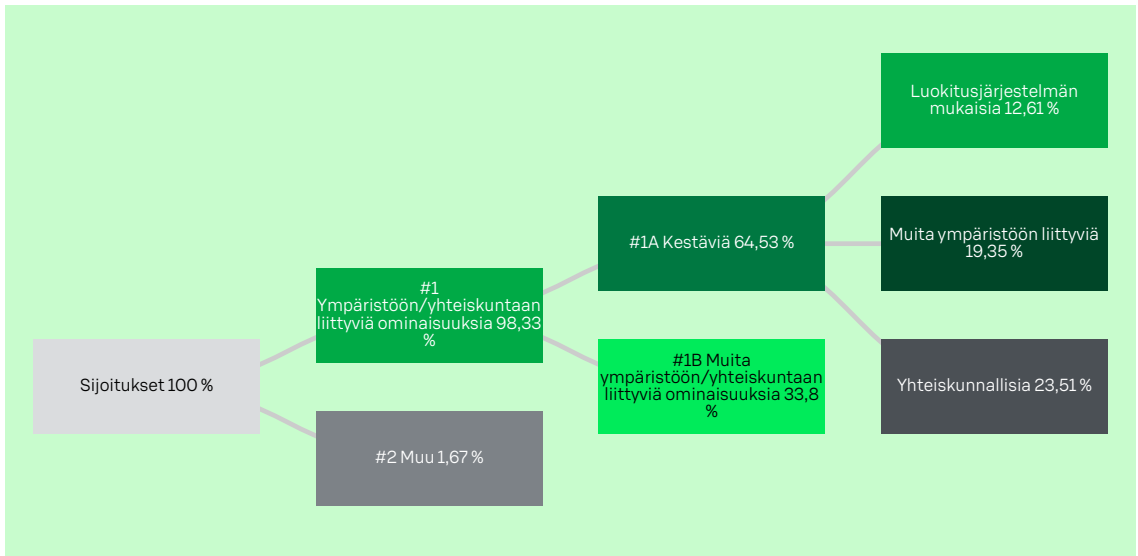 Sijoitukset 100 %
#1
Ympäristöön/yhteiskuntaan
liittyviä ominaisuuksia 98,33
%
#2 Muu 1,67 %
#1A Kestäviä 64,53 %
#1B Muita
ympäristöön/yhteiskuntaan
liittyviä ominaisuuksia 33,8
%
Luokitusjärjestelmän
mukaisia 12,61 %
Muita ympäristöön liittyviä
19,35 %
Yhteiskunnallisia 23,51 %